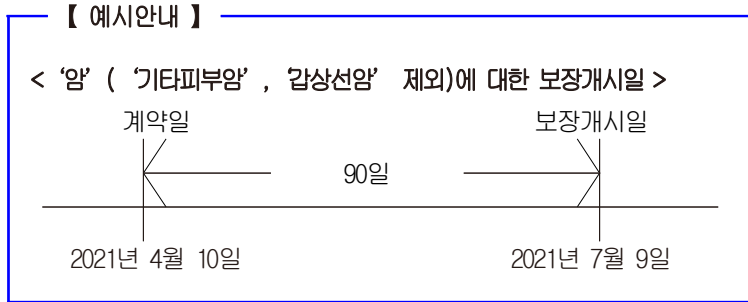 【 예시안내 】
< ‘암’ ( ‘기타피부암’ , ‘갑상선암’ 제외)에 대한 보장개시일 >
계약일 보장개시일
90일
2021년 4월 10일 2021년 7월 9일